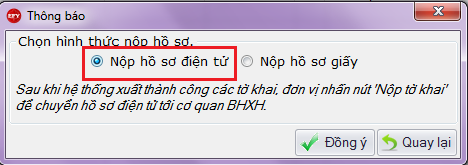 EFY Thông báo
Chọn hình thức nộp hồ sơ.
Nộp hồ sơ điện tử Nộp hồ sơ giấy
Sau khi hệ thống xuất thành công các tờ khai, đơn vị nhấn nút 'Nộp tờ khai'
để chuyển hồ sơ điện tử tới cơ quan BHXH.
Đồng ý Quay lại